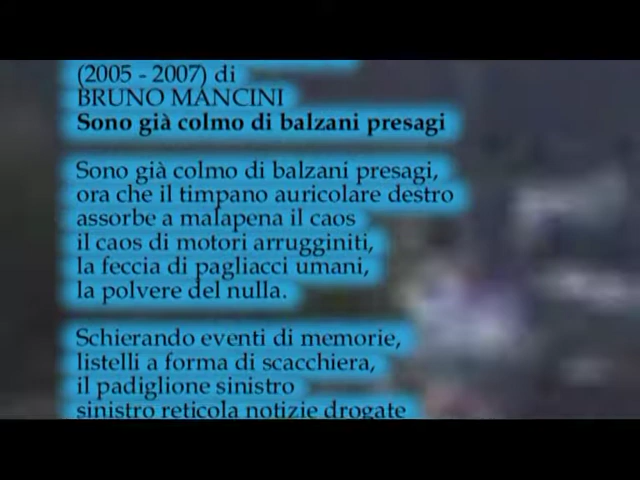 (2005 - 2007) di
BRUNO MANCINI
Sono già colmo di balzani presagi
Sono già colmo di balzani presagi,
ora che il timpano auricolare destro
assorbe a malapena il caos
il caos di motori arrugginiti,
la feccia di pagliacci umani,
la polvere del nulla.
Schierando eventi di memorie,
listelli a forma di scacchiera,
il padiglione sinistro
sinistro reticola notizie drogate